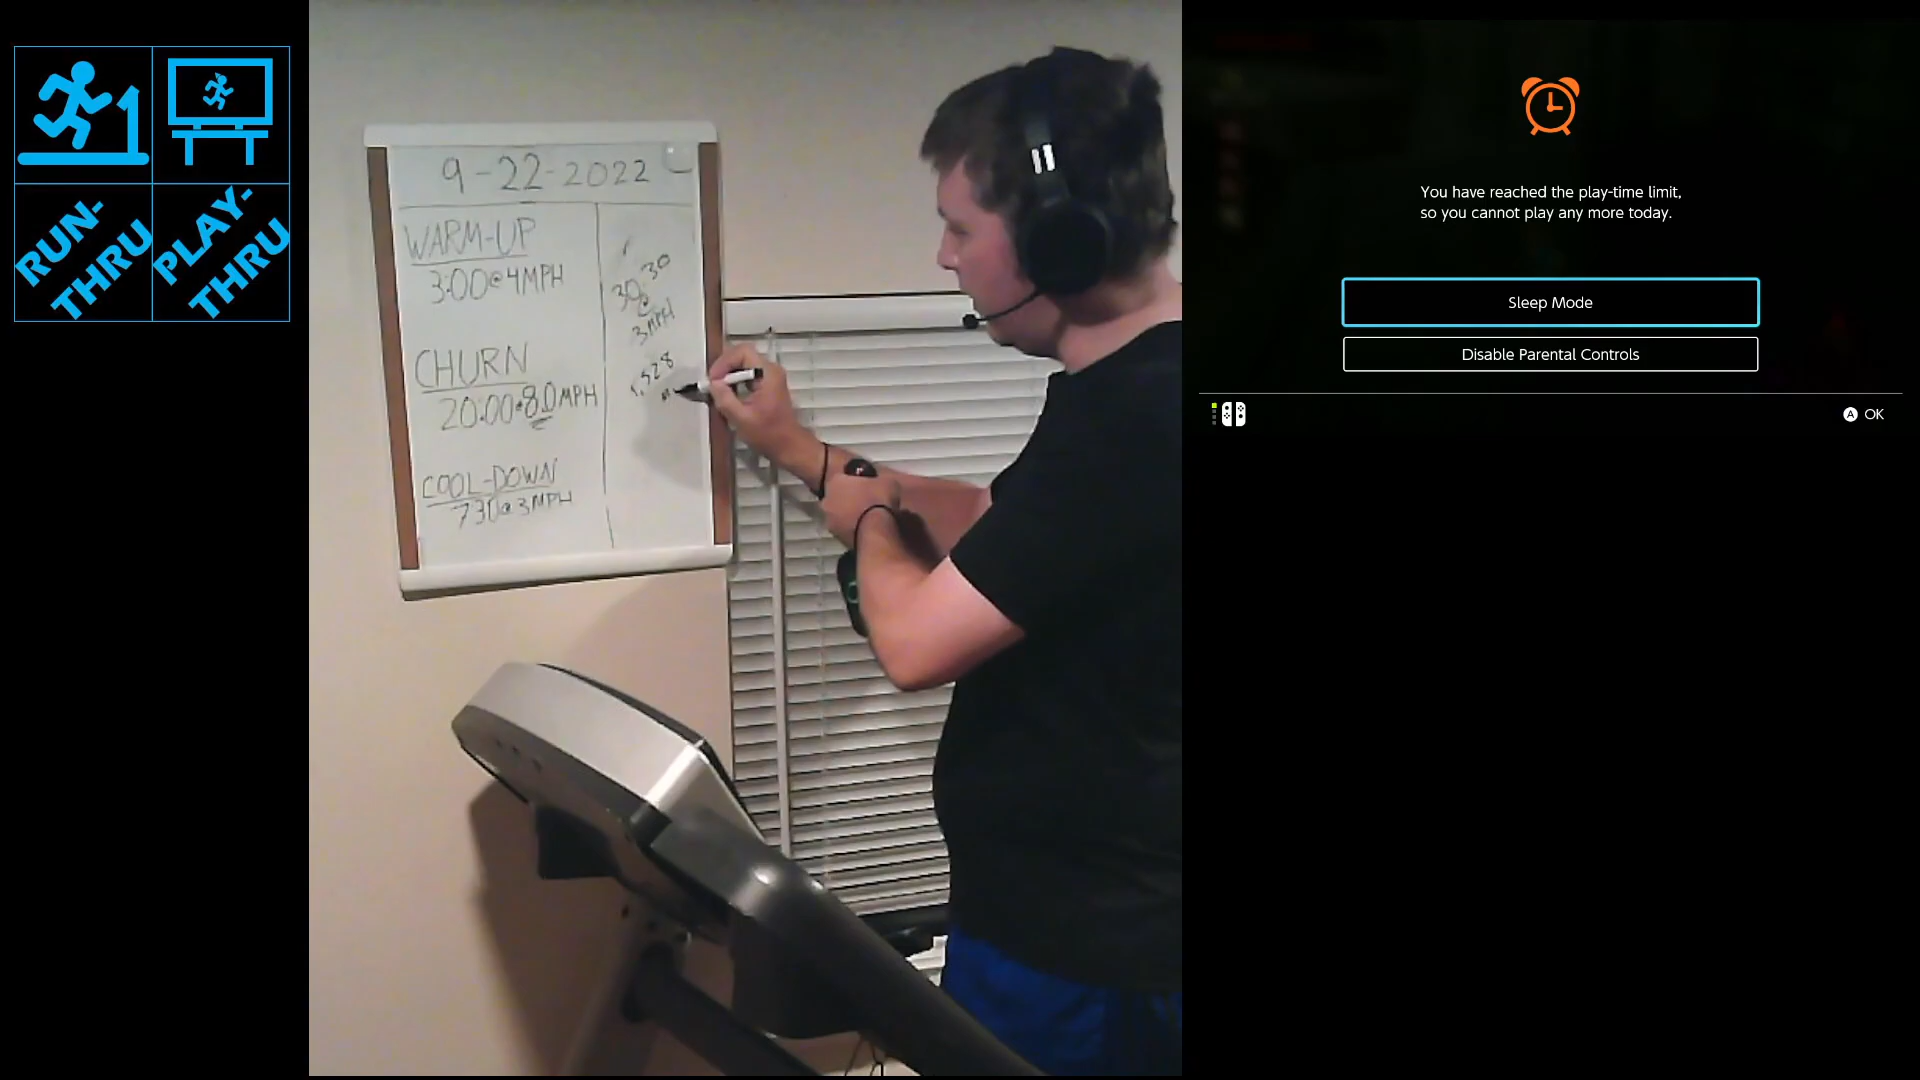 RUN-
THRU
PLAY-
THRU
9-22-2022
WARM-UP
3:00@4MPH
CHURN
20:00@8.0MPH
COOL-DOWN
730@3MPH
30:30
@
3MPH
You have reached the play-time limit,
so you cannot play any more today.
Sleep Mode
Disable Parental Controls
A OK